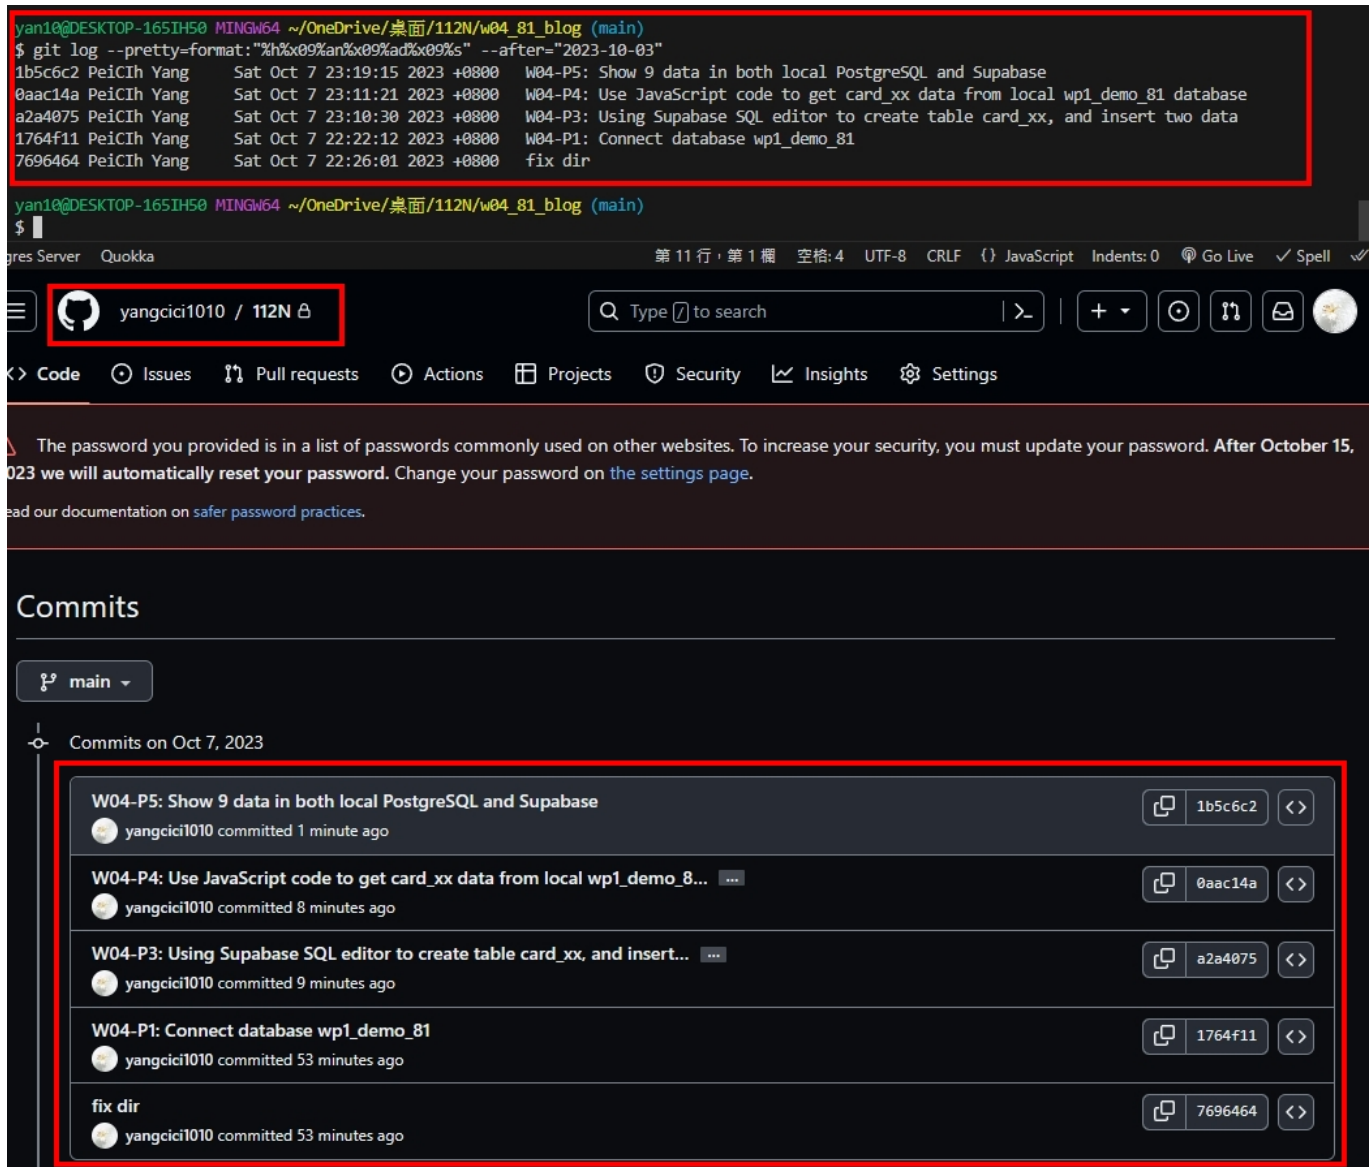 yan10@DESKTOP-165IH50 MINGW64 ~/OneDrive/桌面/112N/w04_81_blog (main)
$ git log --pretty=format:"%h%x09%an%x09%ad%x09%s" --after="2023-10-03"
1b5c6c2 PeiCIh Yang Sat Oct 7 23:19:15 2023 +0800 W04-P5: Show 9 data in both local PostgreSQL and Supabase
0aac14a PeiCIh Yang Sat Oct 7 23:11:21 2023 +0800 W04-P4: Use JavaScript code to get card_xx data from local wp1_demo_81 database
a2a4075 PeiCIh Yang Sat Oct 7 23:10:30 2023 +0800 W04-P3: Using Supabase SQL editor to create table card_xx, and insert two data
1764f11 PeiCIh Yang Sat Oct 7 22:22:12 2023 +0800 W04-P1: Connect database wp1_demo_81
7696464 PeiCIh Yang Sat Oct 7 22:26:01 2023 +0800 fix dir
yan10@DESKTOP-165IH50 MINGW64 ~/OneDrive/桌面/112N/w04_81_blog (main)
$
gres Server Quokka 第 11 行，第 1 欄 空格: 4 UTF-8 CRLF {} JavaScript Indents: 0 Go Live ✓ Spell
yangcici1010 / 112N Type / to search
<> Code Issues Pull requests Actions Projects Security Insights Settings
The password you provided is in a list of passwords commonly used on other websites. To increase your security, you must update your password. After October 15,
023 we will automatically reset your password. Change your password on the settings page.
ead our documentation on safer password practices.
Commits
main
Commits on Oct 7, 2023
W04-P5: Show 9 data in both local PostgreSQL and Supabase
yangcici1010 committed 1 minute ago
1b5c6c2
W04-P4: Use JavaScript code to get card_xx data from local wp1_demo_8... ...
yangcici1010 committed 8 minutes ago
0aac14a
W04-P3: Using Supabase SQL editor to create table card_xx, and insert... ...
yangcici1010 committed 9 minutes ago
a2a4075
W04-P1: Connect database wp1_demo_81
yangcici1010 committed 53 minutes ago
1764f11
fix dir
yangcici1010 committed 53 minutes ago
7696464